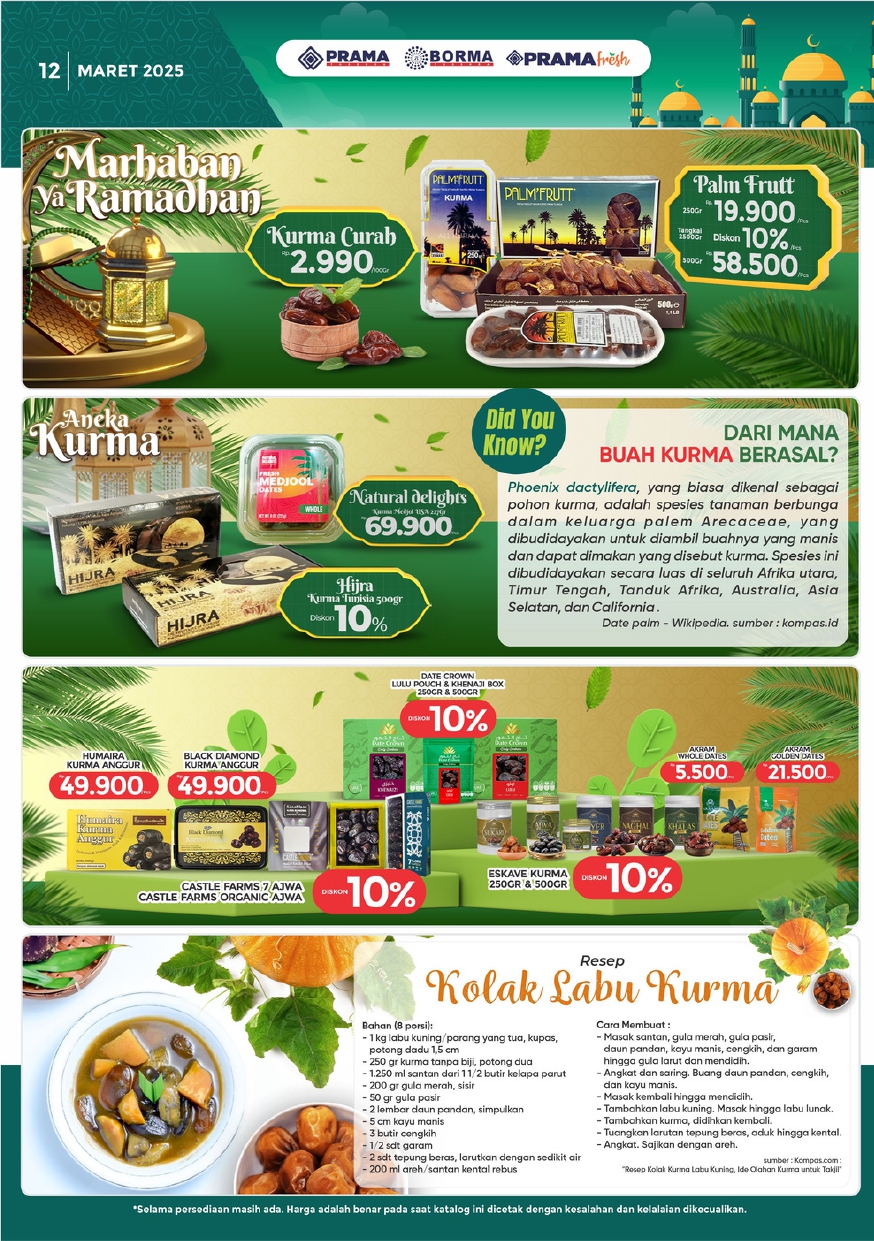 12 MARET 2025
PRAMA BORMA PRAMA fresh
Marhaban
Ya Ramadhan
Kurma Curah
Rp. 2.990 /100Gr
PALM'FRUTT
KURMA
PALM'FRUTT
500g
Palm Frutt
250Gr Rp 19.900 /Pcs
Tangkai 2500Gr Diskon 10% /Pcs
500Gr Rp 58.500 /Pcs
Aneka
Kurma
FRESH
MEDJOOL
DATES
WHOLE
HIJRA
HIJRA
HIJRA
Natural delights
Kurma Medjol USA 227Gr
Rp 69.900 /Pcs
Hijra
Kurma Tunisia 500gr
Diskon 10%
Did You
Know?
DARI MANA
BUAH KURMA BERASAL?
Phoenix dactylifera, yang biasa dikenal sebagai
pohon kurma, adalah spesies tanaman berbunga
dalam keluarga palem Arecaceae, yang
dibudidayakan untuk diambil buahnya yang manis
dan dapat dimakan yang disebut kurma. Spesies ini
dibudidayakan secara luas di seluruh Afrika utara,
Timur Tengah, Tanduk Afrika, Australia, Asia
Selatan, dan California.
Date palm - Wikipedia. sumber : kompas.id
DATE CROWN
LULU POUCH & KHENAJI BOX
250GR & 500GR
DISKON 10%
HUMAIRA
KURMA ANGGUR
Rp 49.900 /Pcs
BLACK DIAMOND
KURMA ANGGUR
Rp 49.900 /Pcs
AKRAM
WHOLE DATES
Rp 5.500 /Pcs
AKRAM
GOLDEN DATES
Rp 21.500 /Pcs
Humaira
Kurma
Anggur
Black Diamond
Date Crown
Date Crown
SUKARI
AJWA
NAGHAL
KHALAS
CASTLE FARMS 7 AJWA
CASTLE FARMS ORGANIC AJWA
DISKON 10%
ESKAVE KURMA
250GR & 500GR
DISKON 10%
Resep
Kolak Labu Kurma
Bahan (8 porsi):
- 1 kg labu kuning/parang yang tua, kupas,
potong dadu 1,5 cm
- 250 gr kurma tanpa biji, potong dua
- 1.250 ml santan dari 1 1/2 butir kelapa parut
- 200 gr gula merah, sisir
- 50 gr gula pasir
- 2 lembar daun pandan, simpulkan
- 5 cm kayu manis
- 3 butir cengkih
- 1/2 sdt garam
- 2 sdt tepung beras, larutkan dengan sedikit air
- 200 ml areh/santan kental rebus
Cara Membuat :
- Masak santan, gula merah, gula pasir,
daun pandan, kayu manis, cengkih, dan garam
hingga gula larut dan mendidih.
- Angkat dan saring. Buang daun pandan, cengkih,
dan kayu manis.
- Masak kembali hingga mendidih.
- Tambahkan labu kuning. Masak hingga labu lunak.
- Tambahkan kurma, didihkan kembali.
- Tuangkan larutan tepung beras, aduk hingga kental.
- Angkat. Sajikan dengan areh.
sumber : Kompas.com :
"Resep Kolak Kurma Labu Kuning, Ide Olahan Kurma untuk Takjil"
*Selama persediaan masih ada. Harga adalah benar pada saat katalog ini dicetak dengan kesalahan dan kelalaian dikecualikan.